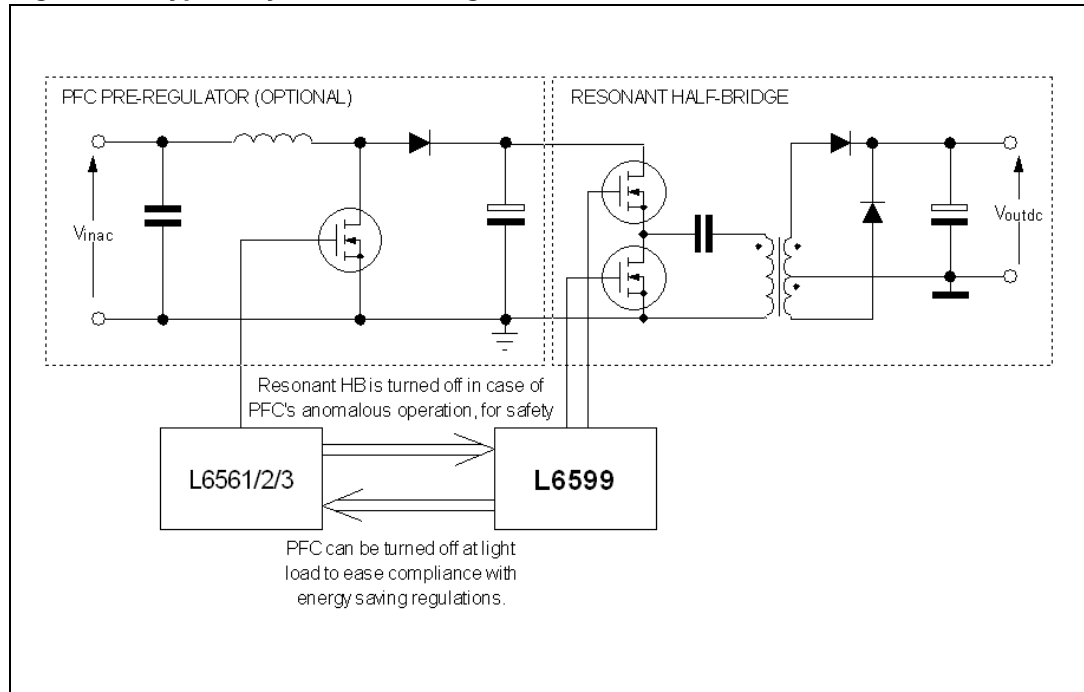 PFC PRE-REGULATOR (OPTIONAL)
RESONANT HALF-BRIDGE
Vinac
Voutdc
Resonant HB is turned off in case of
PFC's anomalous operation, for safety
L6561/2/3
L6599
PFC can be turned off at light
load to ease compliance with
energy saving regulations.